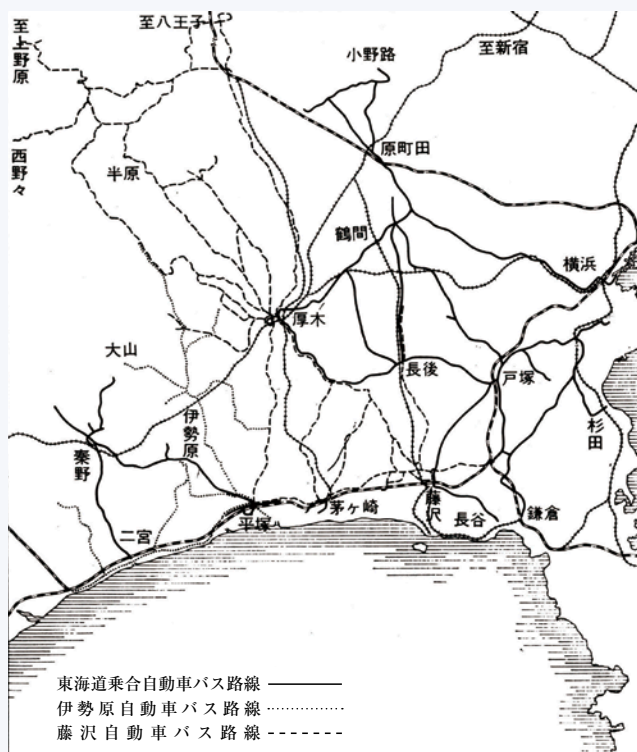 至八王子
至上野原
小野路
至新宿
西野々
半原
原町田
鶴間
横浜
厚木
大山
長後
戸塚
伊勢原
秦野
杉田
二宮
平塚
茅ヶ崎
藤沢
長谷
鎌倉
東海道乗合自動車バス路線
伊勢原自動車バス路線
藤沢自動車バス路線